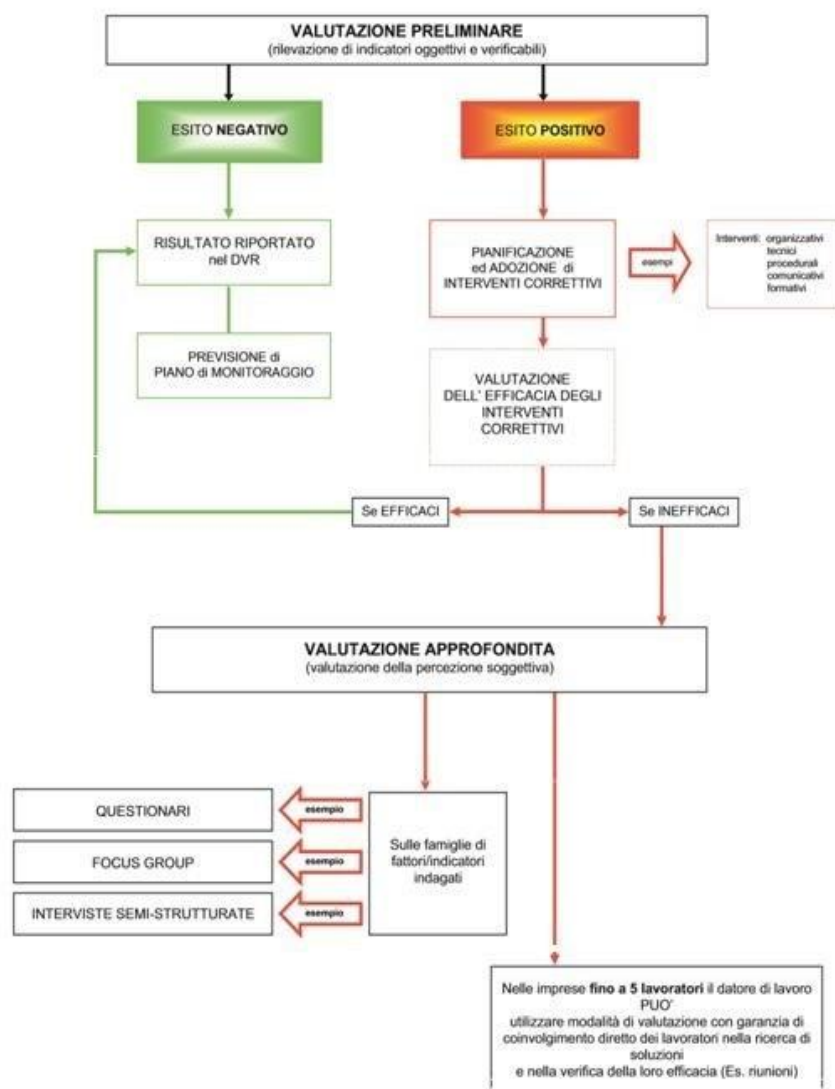 VALUTAZIONE PRELIMINARE
(rilevazione di indicatori oggettivi e verificabili)
ESITO NEGATIVO
ESITO POSITIVO
RISULTATO RIPORTATO
nel DVR
PIANIFICAZIONE
ed ADOZIONE di
INTERVENTI CORRETTIVI
esempi
Interventi: organizzativi
tecnici
procedurali
comunicativi
formativi
PREVISIONE di
PIANO di MONITORAGGIO
VALUTAZIONE
DELL' EFFICACIA DEGLI
INTERVENTI
CORRETTIVI
Se EFFICACI
Se INEFFICACI
VALUTAZIONE APPROFONDITA
(valutazione della percezione soggettiva)
QUESTIONARI
esempio
FOCUS GROUP
esempio
INTERVISTE SEMI-STRUTTURATE
esempio
Sulle famiglie di
fattori/indicatori
indagati
Nelle imprese fino a 5 lavoratori il datore di lavoro
PUO'
utilizzare modalità di valutazione con garanzia di
coinvolgimento diretto dei lavoratori nella ricerca di
soluzioni
e nella verifica della loro efficacia (Es. riunioni)